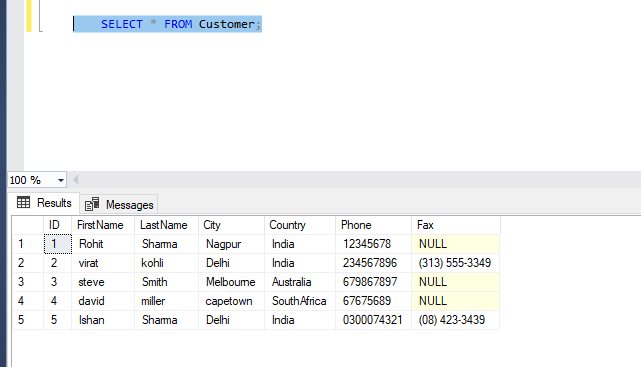 SELECT * FROM Customer;
100 %
Results Messages
ID FirstName LastName City Country Phone Fax
1 1 Rohit Sharma Nagpur India 12345678 NULL
2 2 virat kohli Delhi India 234567896 (313) 555-3349
3 3 steve Smith Melbourne Australia 679867897 NULL
4 4 david miller capetown SouthAfrica 67675689 NULL
5 5 Ishan Sharma Delhi India 0300074321 (08) 423-3439